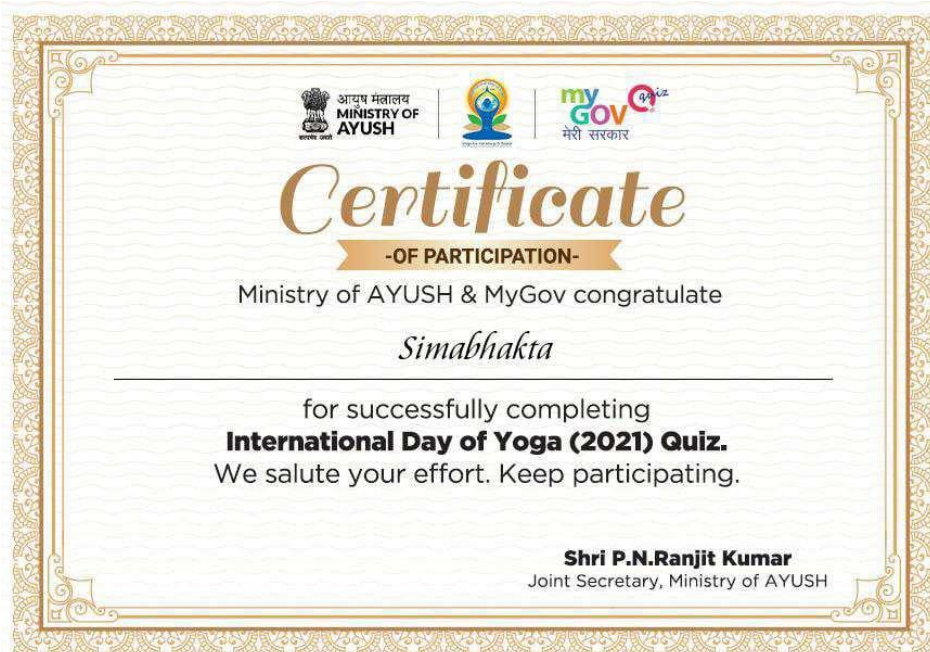 आयुष मंत्रालय
MINISTRY OF
AYUSH
सत्यमेव जयते
my
GOV
quiz
मेरी सरकार
Certificate
-OF PARTICIPATION-
Ministry of AYUSH & MyGov congratulate
Simabhakta
for successfully completing
International Day of Yoga (2021) Quiz.
We salute your effort. Keep participating.
Shri P.N.Ranjit Kumar
Joint Secretary, Ministry of AYUSH